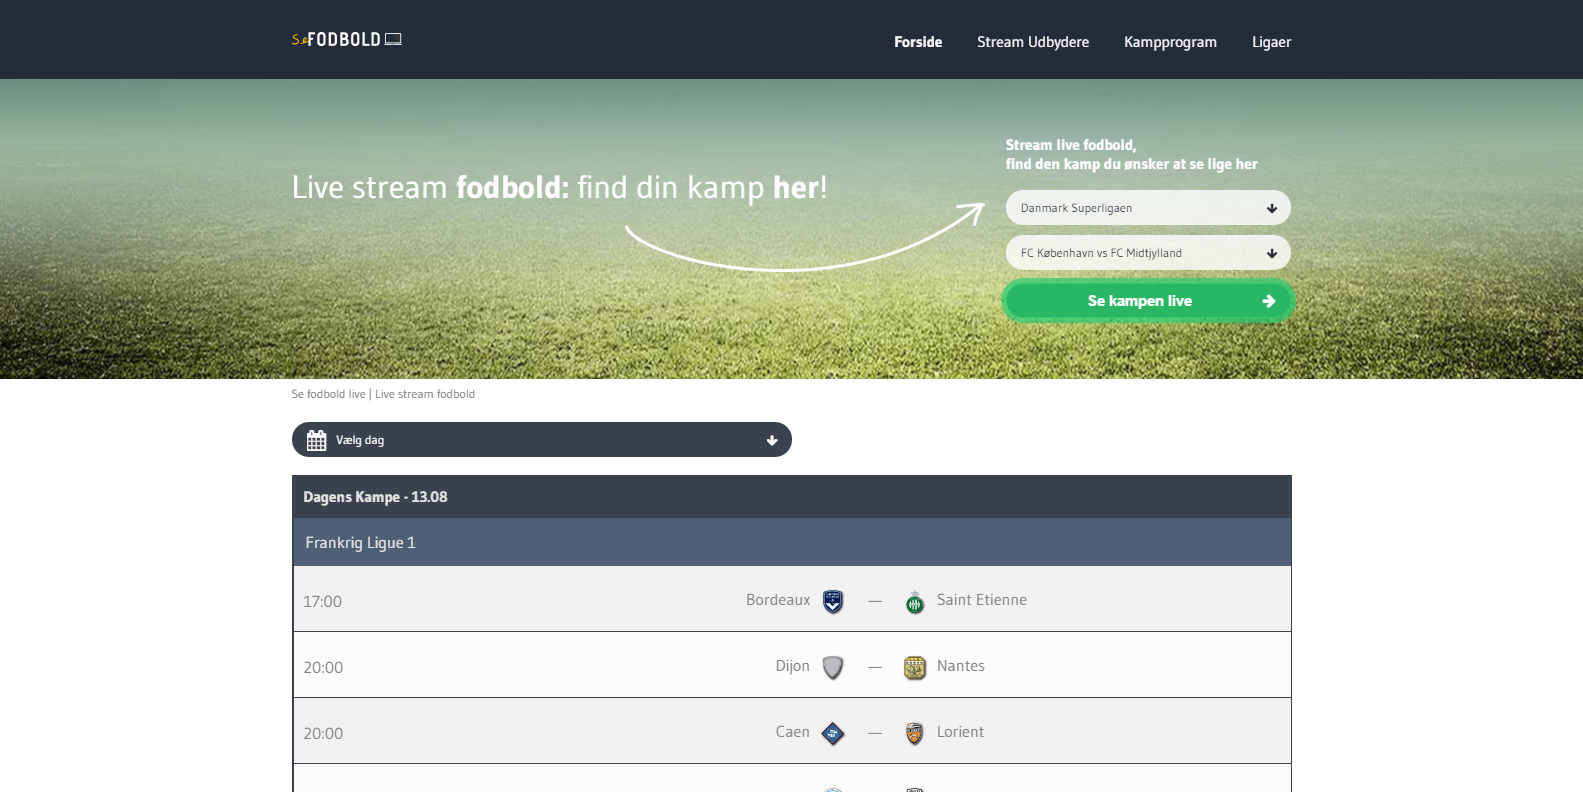 SeFODBOLD
Forside Stream Udbydere Kampprogram Ligaer
Live stream fodbold: find din kamp her!
Stream live fodbold,
find den kamp du ønsker at se lige her
Danmark Superligaen
FC København vs FC Midtjylland
Se kampen live
Se fodbold live | Live stream fodbold
Vælg dag
Dagens Kampe - 13.08
Frankrig Ligue 1
17:00 Bordeaux — Saint Etienne
20:00 Dijon — Nantes
20:00 Caen — Lorient